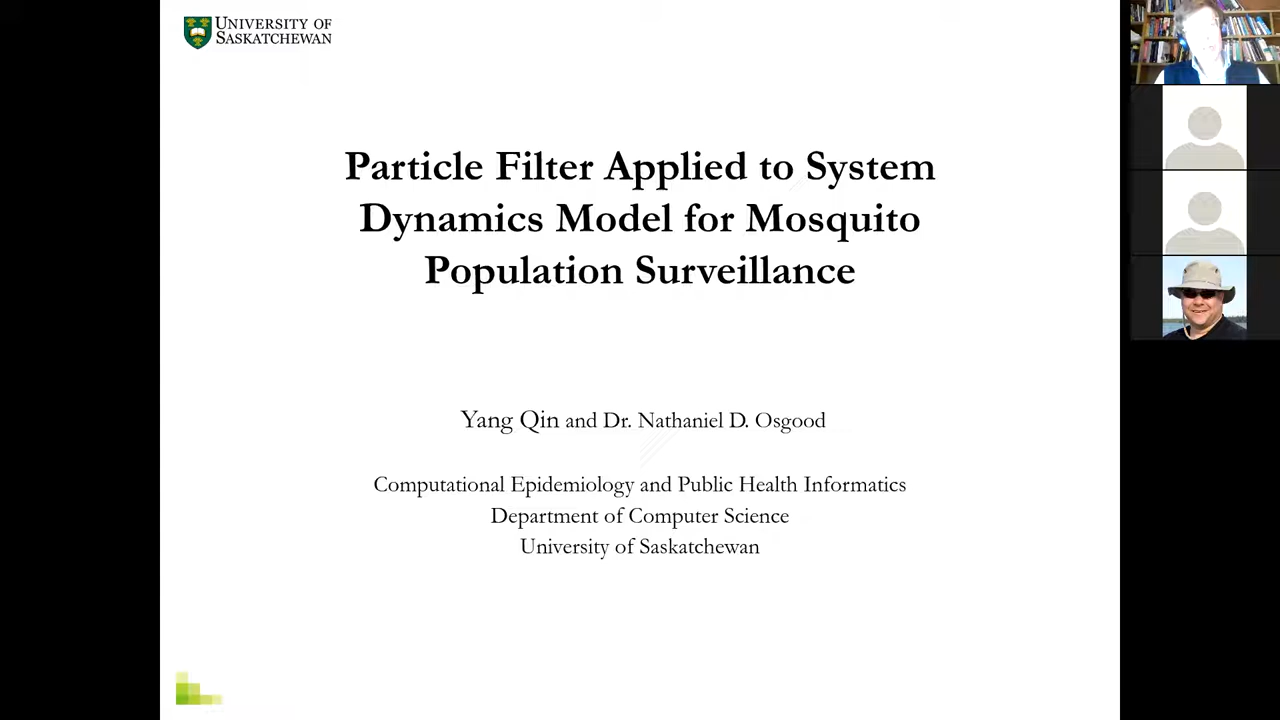 UNIVERSITY OF
SASKATCHEWAN
Particle Filter Applied to System
Dynamics Model for Mosquito
Population Surveillance
Yang Qin and Dr. Nathaniel D. Osgood
Computational Epidemiology and Public Health Informatics
Department of Computer Science
University of Saskatchewan